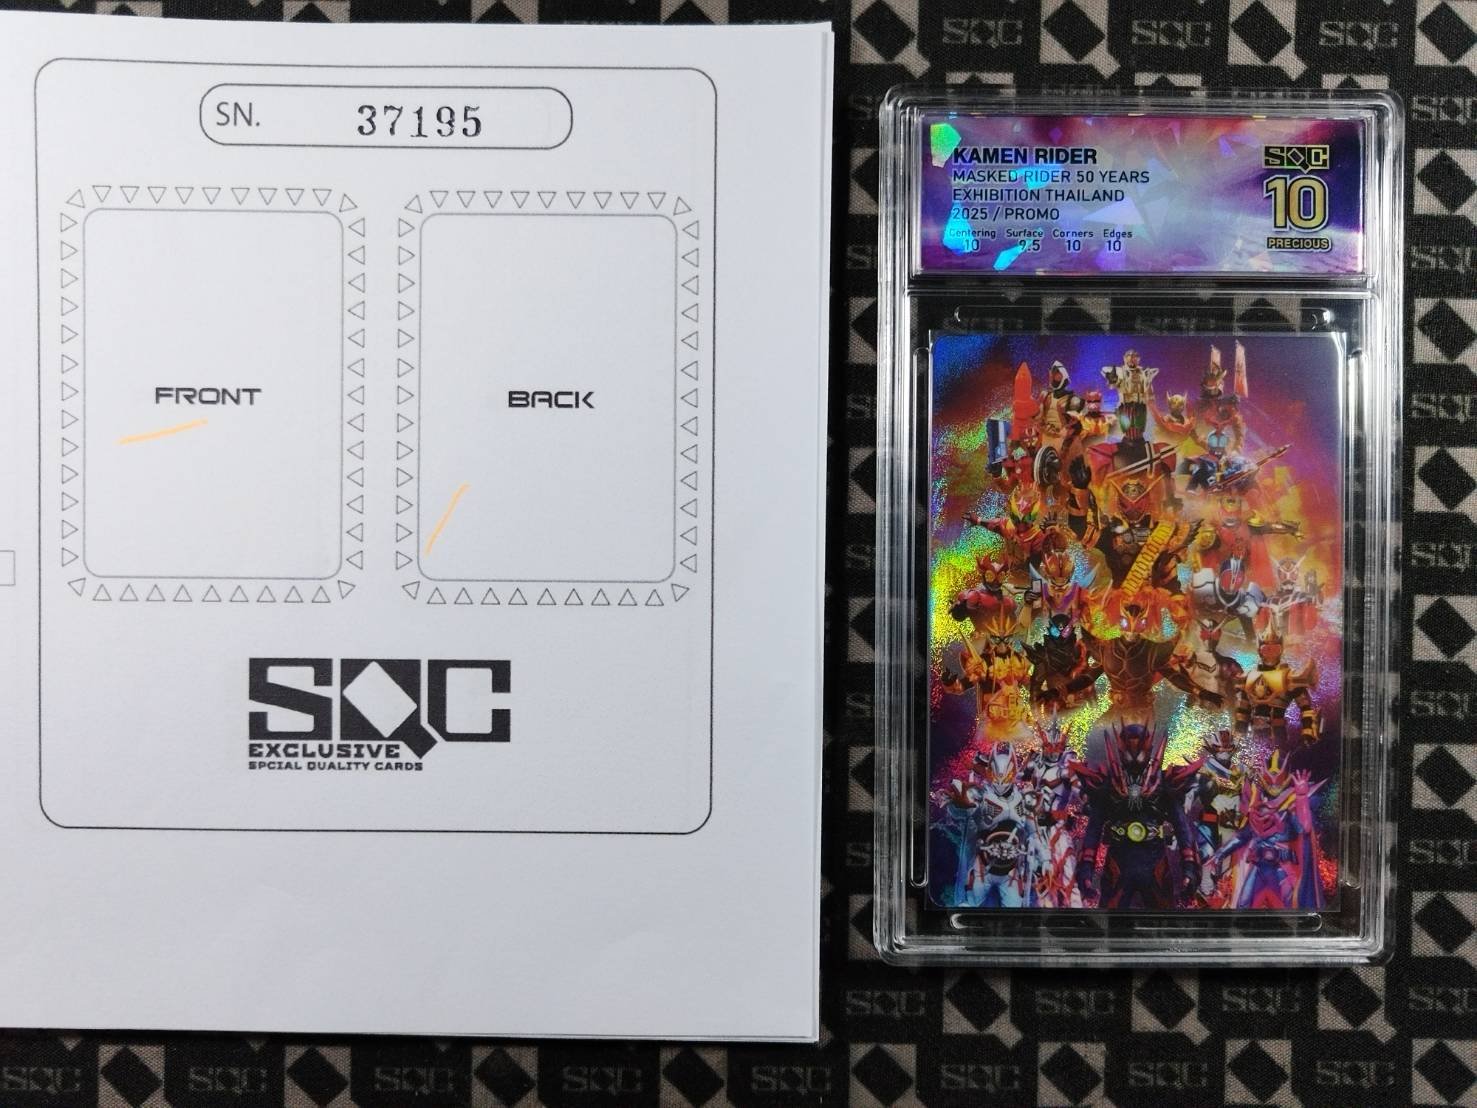 SN. 37195
FRONT
BACK
SQC
EXCLUSIVE
SPCIAL QUALITY CARDS
KAMEN RIDER
MASKED RIDER 50 YEARS
EXHIBITION THAILAND
2025 / PROMO
Centering Surface Corners Edges
10 9.5 10 10
SQC
10
PRECIOUS